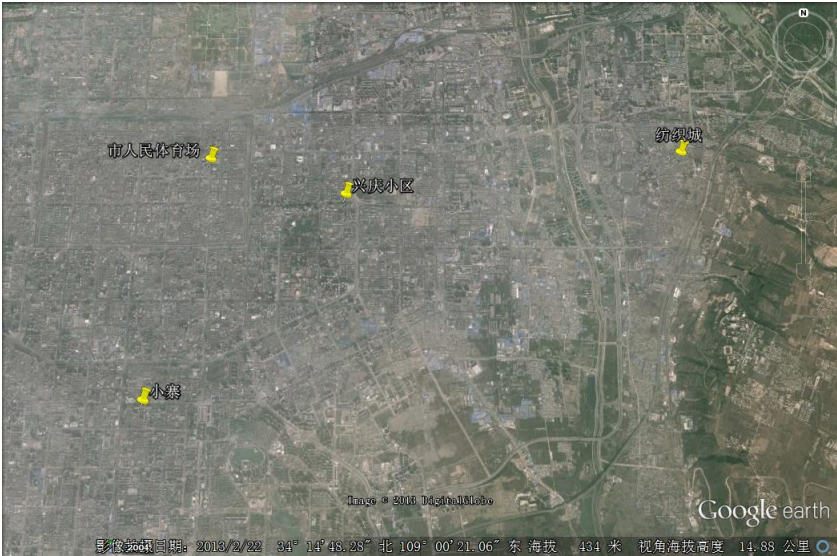 N
纺织城
市人民体育场
兴庆小区
小寨
Image © 2013 DigitalGlobe
Google earth
影像拍摄日期: 2013/2/22 34° 14′48.28″ 北 109° 00′21.06″ 东 海拔 434 米 视角海拔高度 14.88 公里
2004